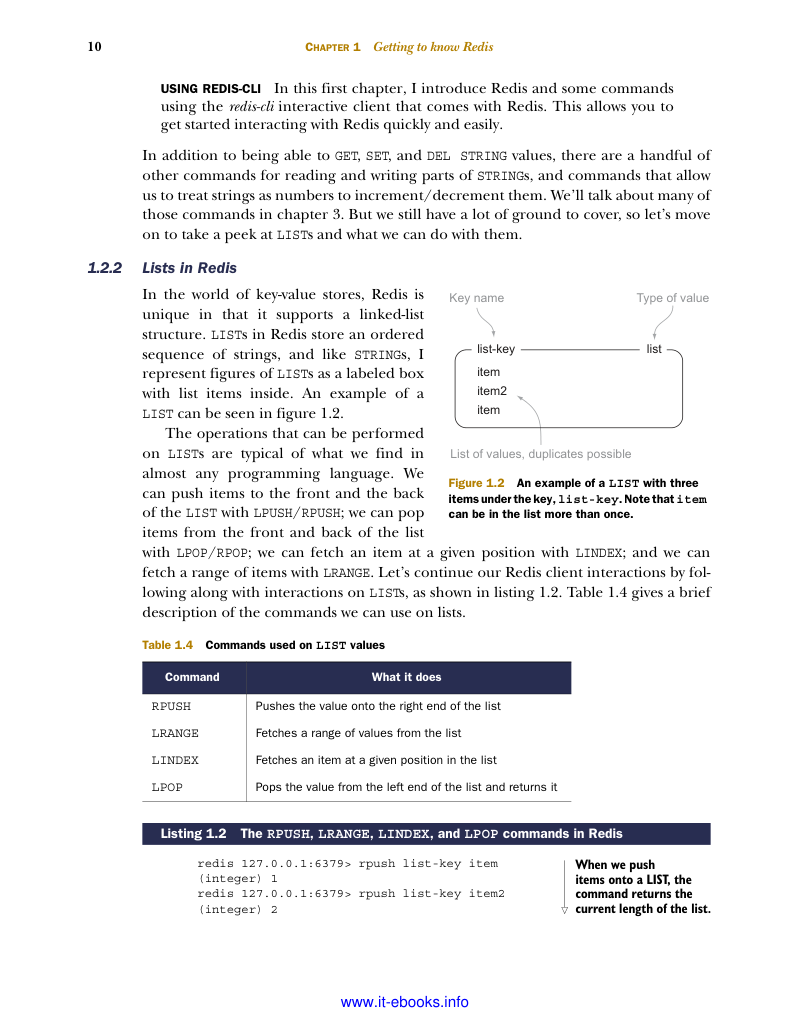 10
CHAPTER 1 Getting to know Redis
USING REDIS-CLI In this first chapter, I introduce Redis and some commands
using the redis-cli interactive client that comes with Redis. This allows you to
get started interacting with Redis quickly and easily.
In addition to being able to GET, SET, and DEL STRING values, there are a handful of
other commands for reading and writing parts of STRINGs, and commands that allow
us to treat strings as numbers to increment/decrement them. We'll talk about many of
those commands in chapter 3. But we still have a lot of ground to cover, so let's move
on to take a peek at LISTs and what we can do with them.
1.2.2 Lists in Redis
In the world of key-value stores, Redis is
unique in that it supports a linked-list
structure. LISTs in Redis store an ordered
sequence of strings, and like STRINGs, I
represent figures of LISTs as a labeled box
with list items inside. An example of a
LIST can be seen in figure 1.2.
The operations that can be performed
on LISTs are typical of what we find in
almost any programming language. We
can push items to the front and the back
of the LIST with LPUSH/RPUSH; we can pop
items from the front and back of the list
with LPOP/RPOP; we can fetch an item at a given position with LINDEX; and we can
fetch a range of items with LRANGE. Let's continue our Redis client interactions by fol-
lowing along with interactions on LISTs, as shown in listing 1.2. Table 1.4 gives a brief
description of the commands we can use on lists.
Key name
Type of value
list-key
list
item
item2
item
List of values, duplicates possible
Figure 1.2 An example of a LIST with three
items under the key, list-key. Note that item
can be in the list more than once.
Table 1.4 Commands used on LIST values
Command What it does
RPUSH Pushes the value onto the right end of the list
LRANGE Fetches a range of values from the list
LINDEX Fetches an item at a given position in the list
LPOP Pops the value from the left end of the list and returns it
Listing 1.2 The RPUSH, LRANGE, LINDEX, and LPOP commands in Redis
redis 127.0.0.1:6379> rpush list-key item
(integer) 1
redis 127.0.0.1:6379> rpush list-key item2
(integer) 2
When we push
items onto a LIST, the
command returns the
current length of the list.
www.it-ebooks.info